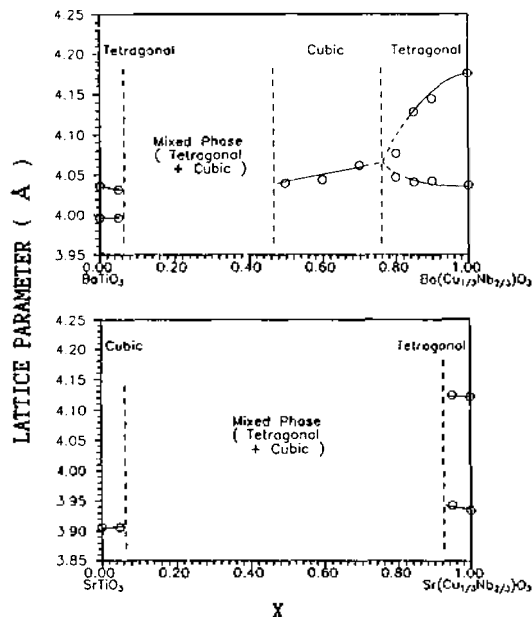 4.25
Tetragonal
Cubic
Tetragonal
4.20
4.15
Mixed Phase
( Tetragonal
+ Cubic )
4.10
4.05
4.00
3.95
0.00 0.20 0.40 0.60 0.80 1.00
BaTiO₃
Ba(Cu₁/₃Nb₂/₃)O₃
LATTICE PARAMETER ( Å )
4.25
Cubic
Tetragonal
4.20
4.15
Mixed Phase
( Tetragonal
+ Cubic )
4.10
4.05
4.00
3.95
3.90
3.85
0.00 0.20 0.40 0.60 0.80 1.00
SrTiO₃
Sr(Cu₁/₃Nb₂/₃)O₃
X